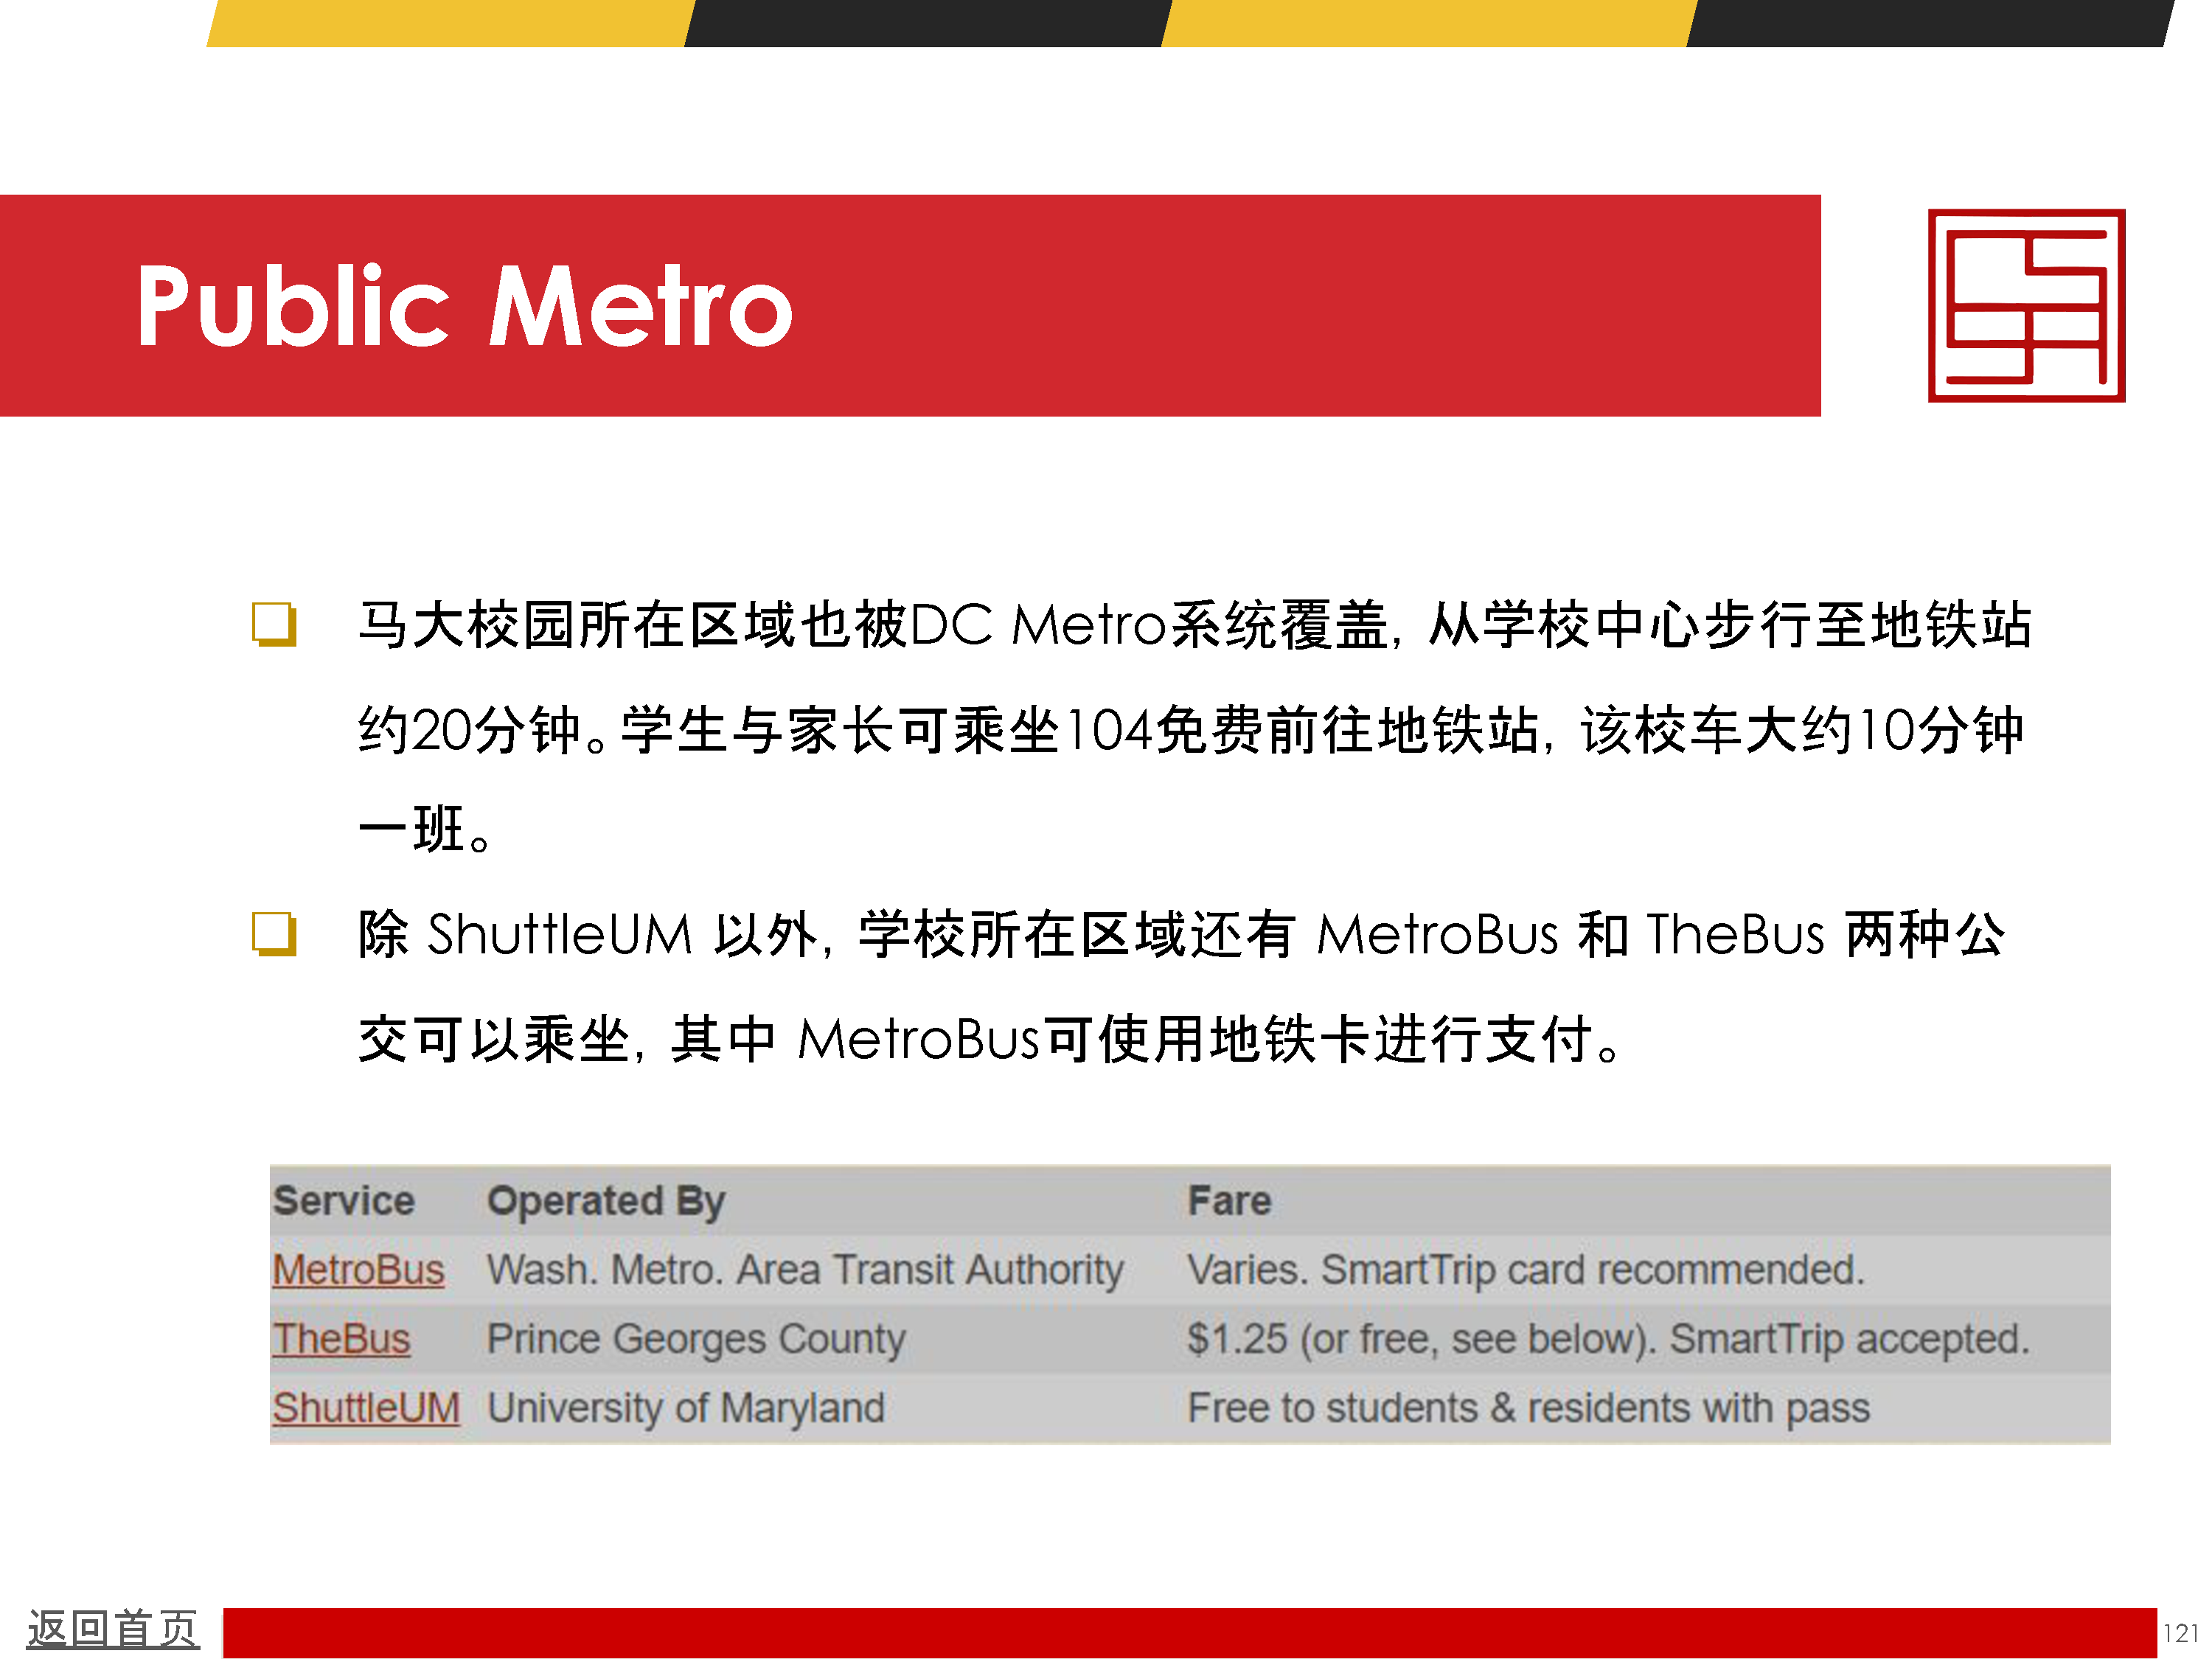 Public Metro
马大校园所在区域也被DC Metro系统覆盖, 从学校中心步行至地铁站
约20分钟。学生与家长可乘坐104免费前往地铁站, 该校车大约10分钟
一班。
除 ShuttleUM 以外, 学校所在区域还有 MetroBus 和 TheBus 两种公
交可以乘坐, 其中 MetroBus可使用地铁卡进行支付。
Service Operated By Fare
MetroBus Wash. Metro. Area Transit Authority Varies. SmartTrip card recommended.
TheBus Prince Georges County $1.25 (or free, see below). SmartTrip accepted.
ShuttleUM University of Maryland Free to students & residents with pass
返回首页
121